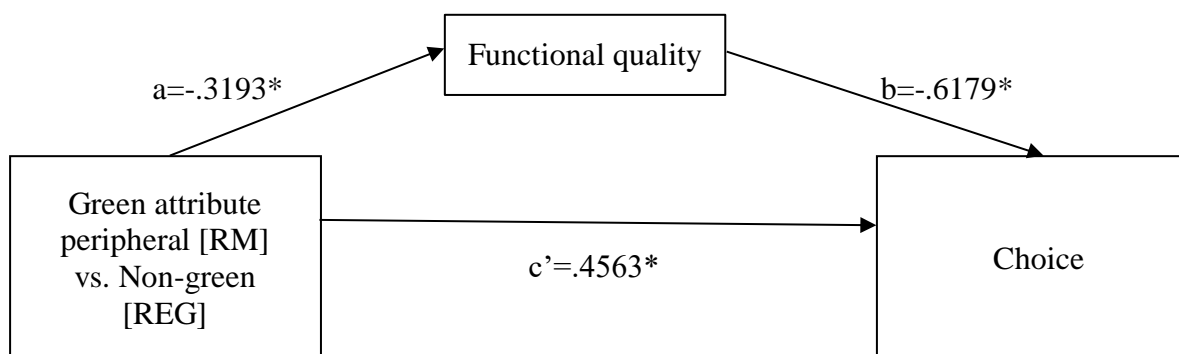 Functional quality
a=-.3193*
b=-.6179*
Green attribute
peripheral [RM]
vs. Non-green
[REG]
c’=.4563*
Choice